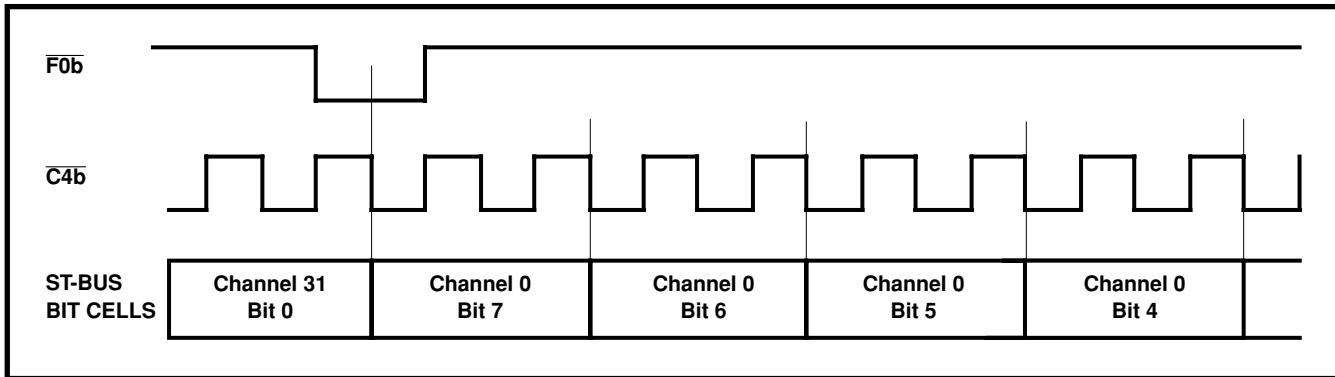 F0b
C4b
ST-BUS
BIT CELLS
Channel 31
Bit 0
Channel 0
Bit 7
Channel 0
Bit 6
Channel 0
Bit 5
Channel 0
Bit 4